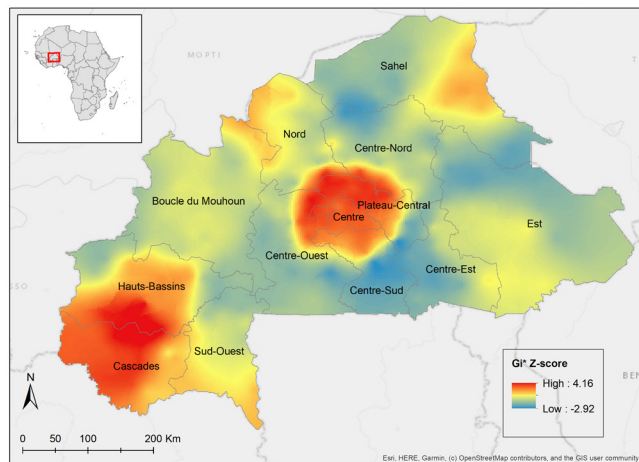 MOPTI
Sahel
Nord
Centre-Nord
Boucle du Mouhoun
Plateau-Central
Centre
Est
Centre-Ouest
Centre-Est
Hauts-Bassins
Centre-Sud
Sud-Ouest
Cascades
N
0 50 100 200 Km
Gi* Z-score
High : 4.16
Low : -2.92
Esri, HERE, Garmin, (c) OpenStreetMap contributors, and the GIS user community